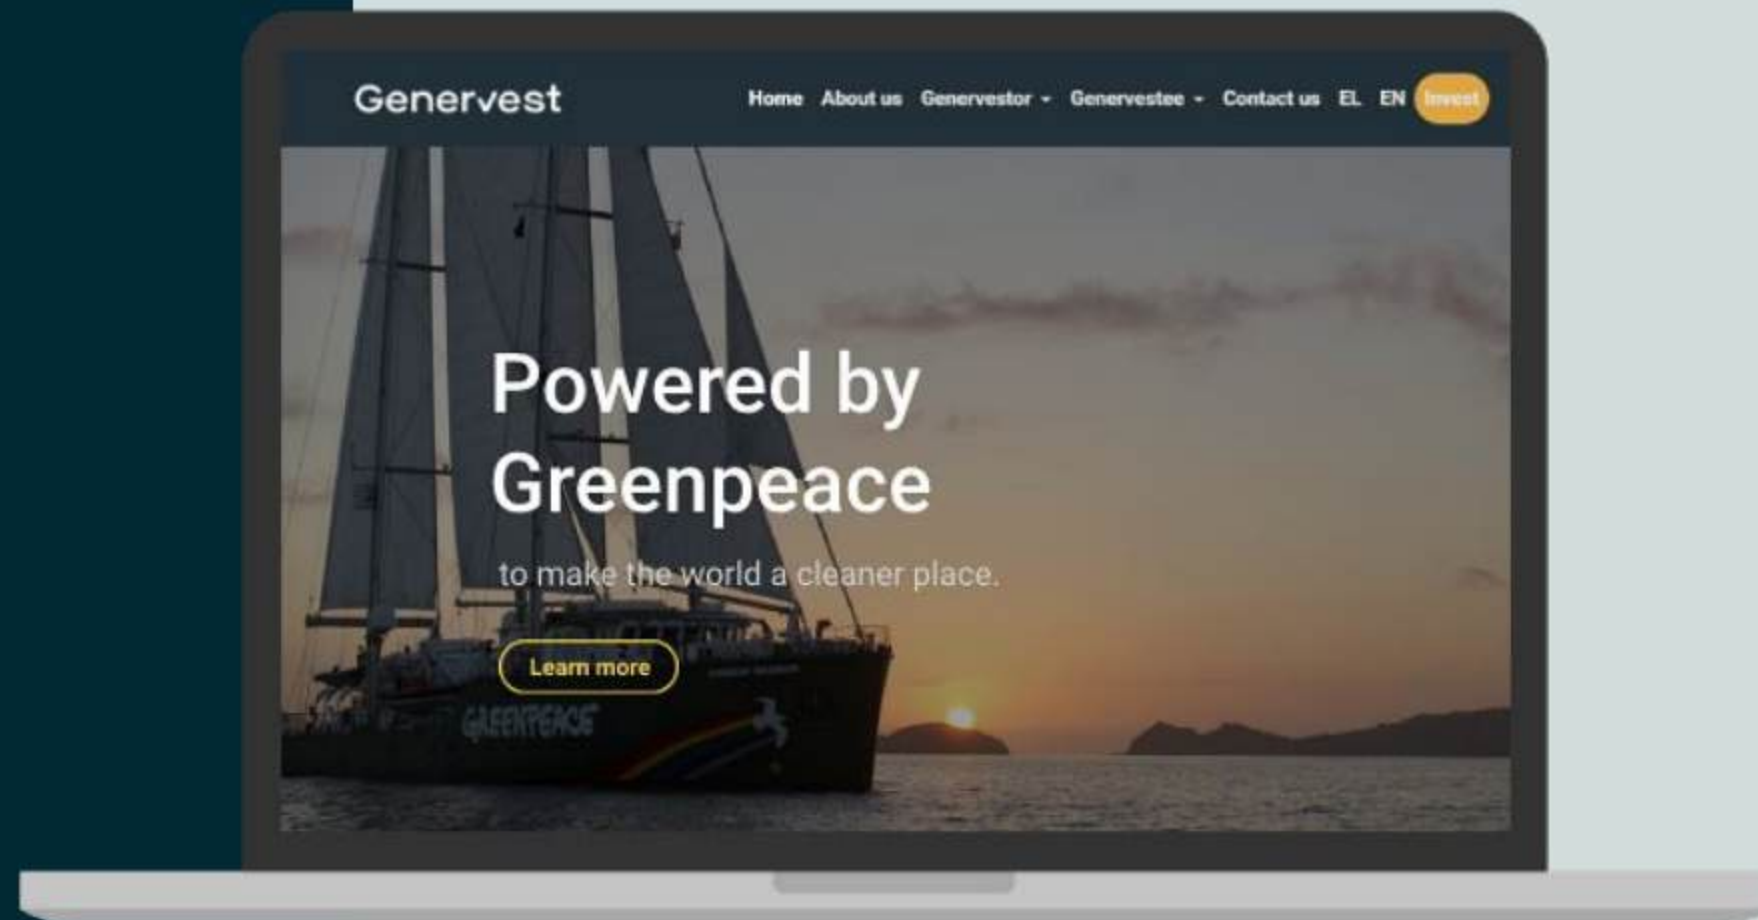 Genervest
Home About us Genervestor Genervestee Contact us EL EN Invest
Powered by
Greenpeace
to make the world a cleaner place.
Learn more
GREENPEACE